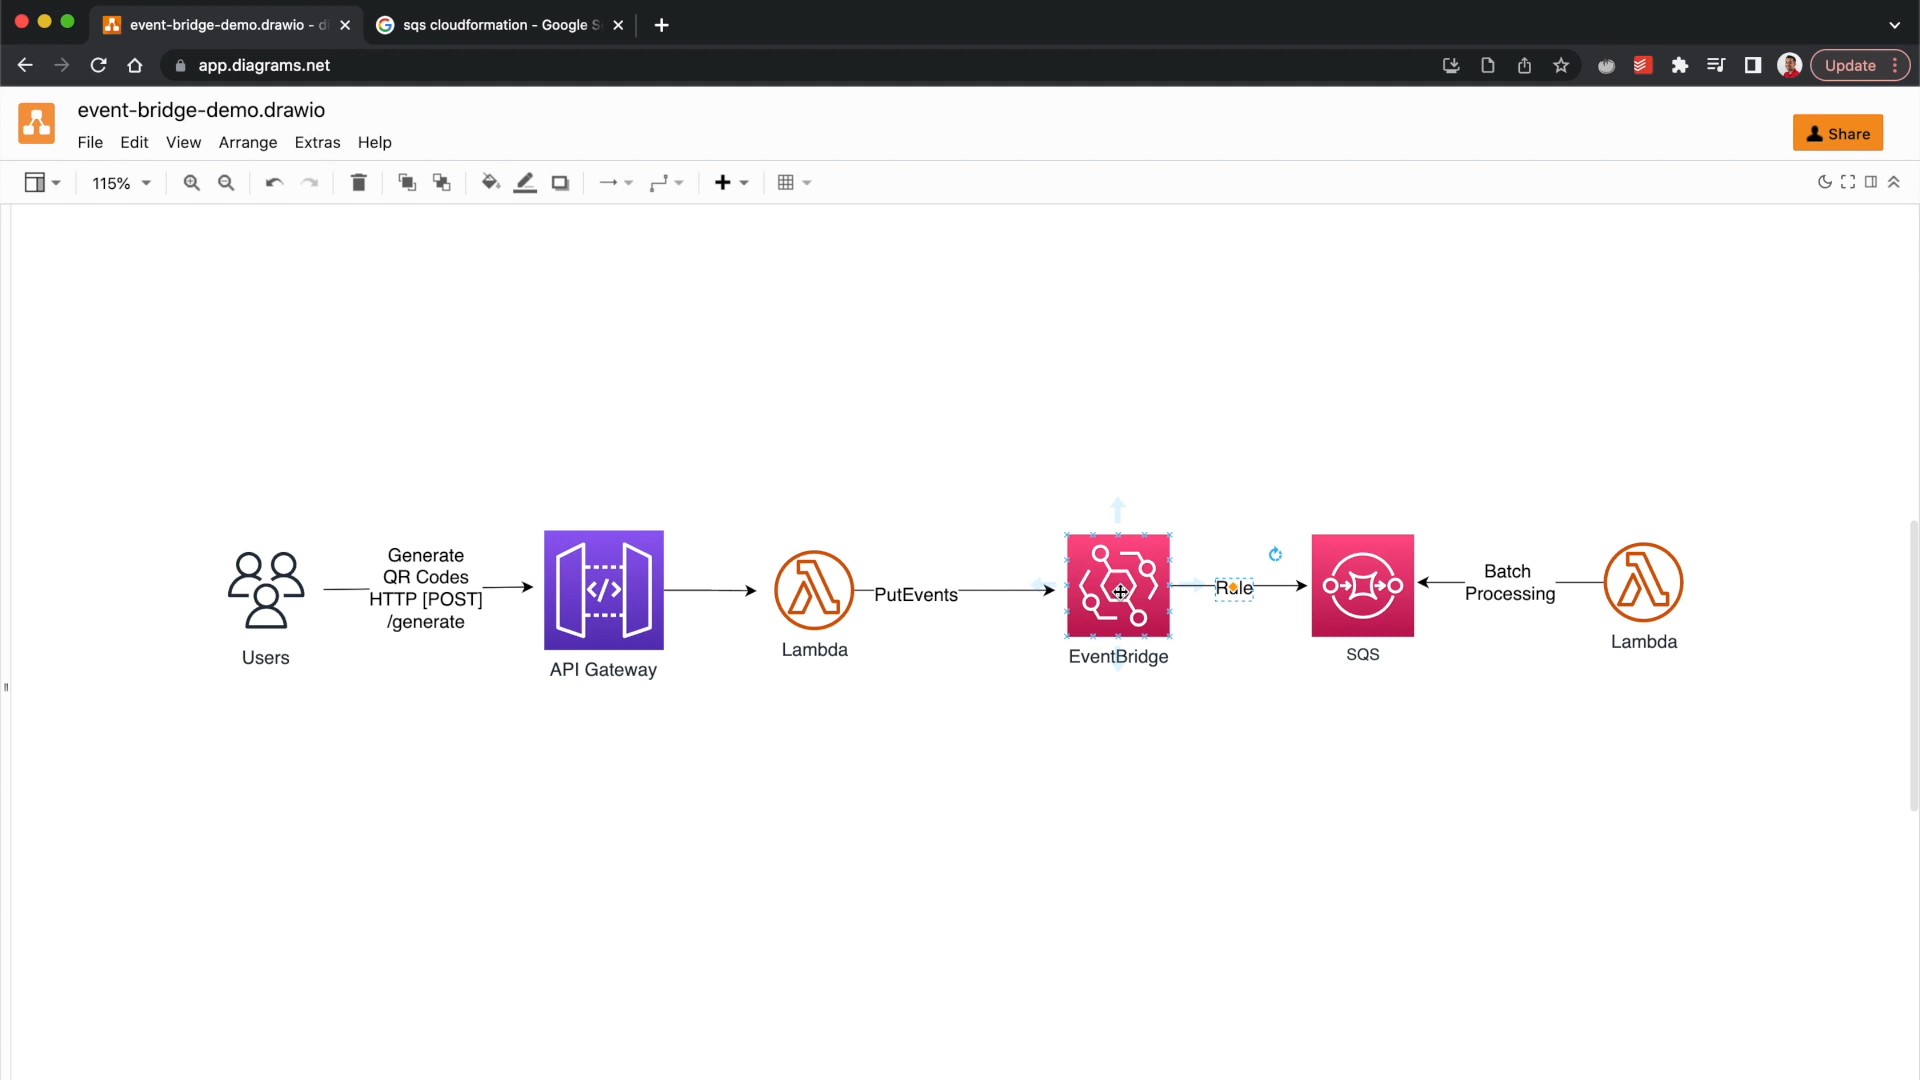 event-bridge-demo.drawio - di
sqs cloudformation - Google S
app.diagrams.net
Update
event-bridge-demo.drawio
File Edit View Arrange Extras Help
Share
115%
Generate
QR Codes
HTTP [POST]
/generate
Users
API Gateway
Lambda
PutEvents
EventBridge
Rule
SQS
Batch
Processing
Lambda